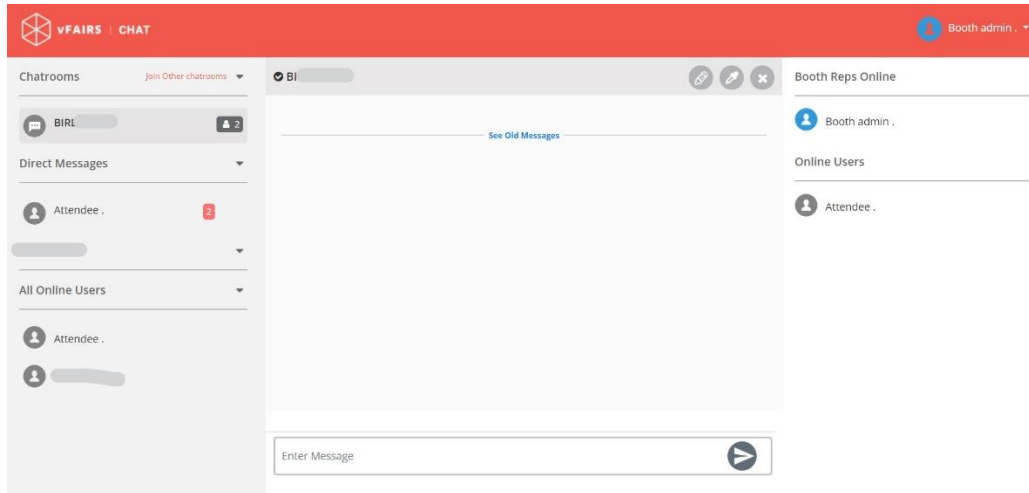 vFAIRS | CHAT
Booth admin .
Chatrooms
Join Other chatrooms
BIRL
2
Direct Messages
Attendee .
2
All Online Users
Attendee .
BI
See Old Messages
Enter Message
Booth Reps Online
Booth admin .
Online Users
Attendee .